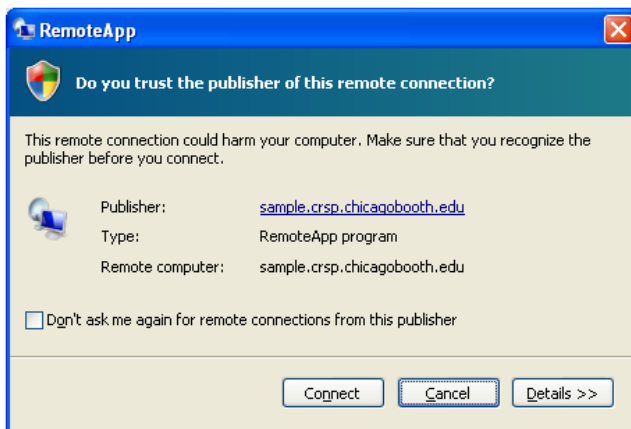 RemoteApp
Do you trust the publisher of this remote connection?
This remote connection could harm your computer. Make sure that you recognize the
publisher before you connect.
Publisher: sample.crsp.chicagobooth.edu
Type: RemoteApp program
Remote computer: sample.crsp.chicagobooth.edu
Don't ask me again for remote connections from this publisher
Connect Cancel Details >>